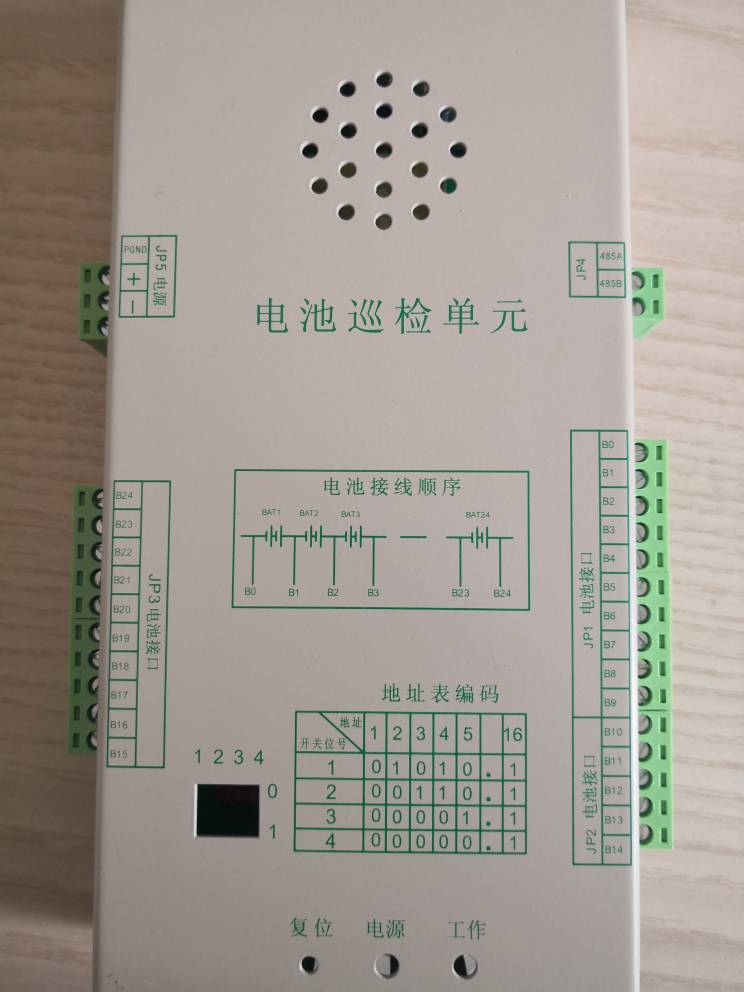 JP5 电源
PGND
+
−
JP4
485A
485B
电池巡检单元
电池接线顺序
BAT1 BAT2 BAT3 BAT24
B0 B1 B2 B3 B23 B24
JP3 电池接口
B24
B23
B22
B21
B20
B19
B18
B17
B16
B15
JP1 电池接口
B0
B1
B2
B3
B4
B5
B6
B7
B8
B9
JP2 电池接口
B10
B11
B12
B13
B14
地址表编码
地址
开关位号
1 2 3 4 5 16
1 0 1 0 1 0 . 1
2 0 0 1 1 0 . 1
3 0 0 0 0 1 . 1
4 0 0 0 0 0 . 1
1 2 3 4
0
1
复位 电源 工作